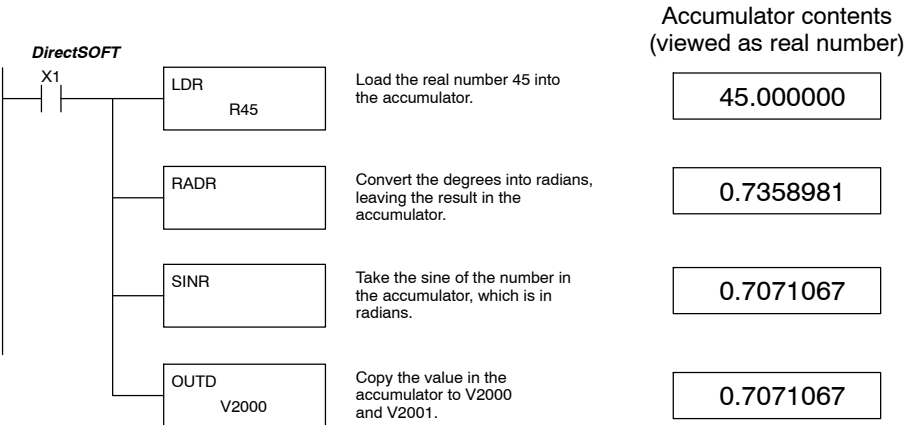 Accumulator contents
(viewed as real number)
DirectSOFT
X1
LDR
R45
Load the real number 45 into
the accumulator.
45.000000
RADR
Convert the degrees into radians,
leaving the result in the
accumulator.
0.7358981
SINR
Take the sine of the number in
the accumulator, which is in
radians.
0.7071067
OUTD
V2000
Copy the value in the
accumulator to V2000
and V2001.
0.7071067